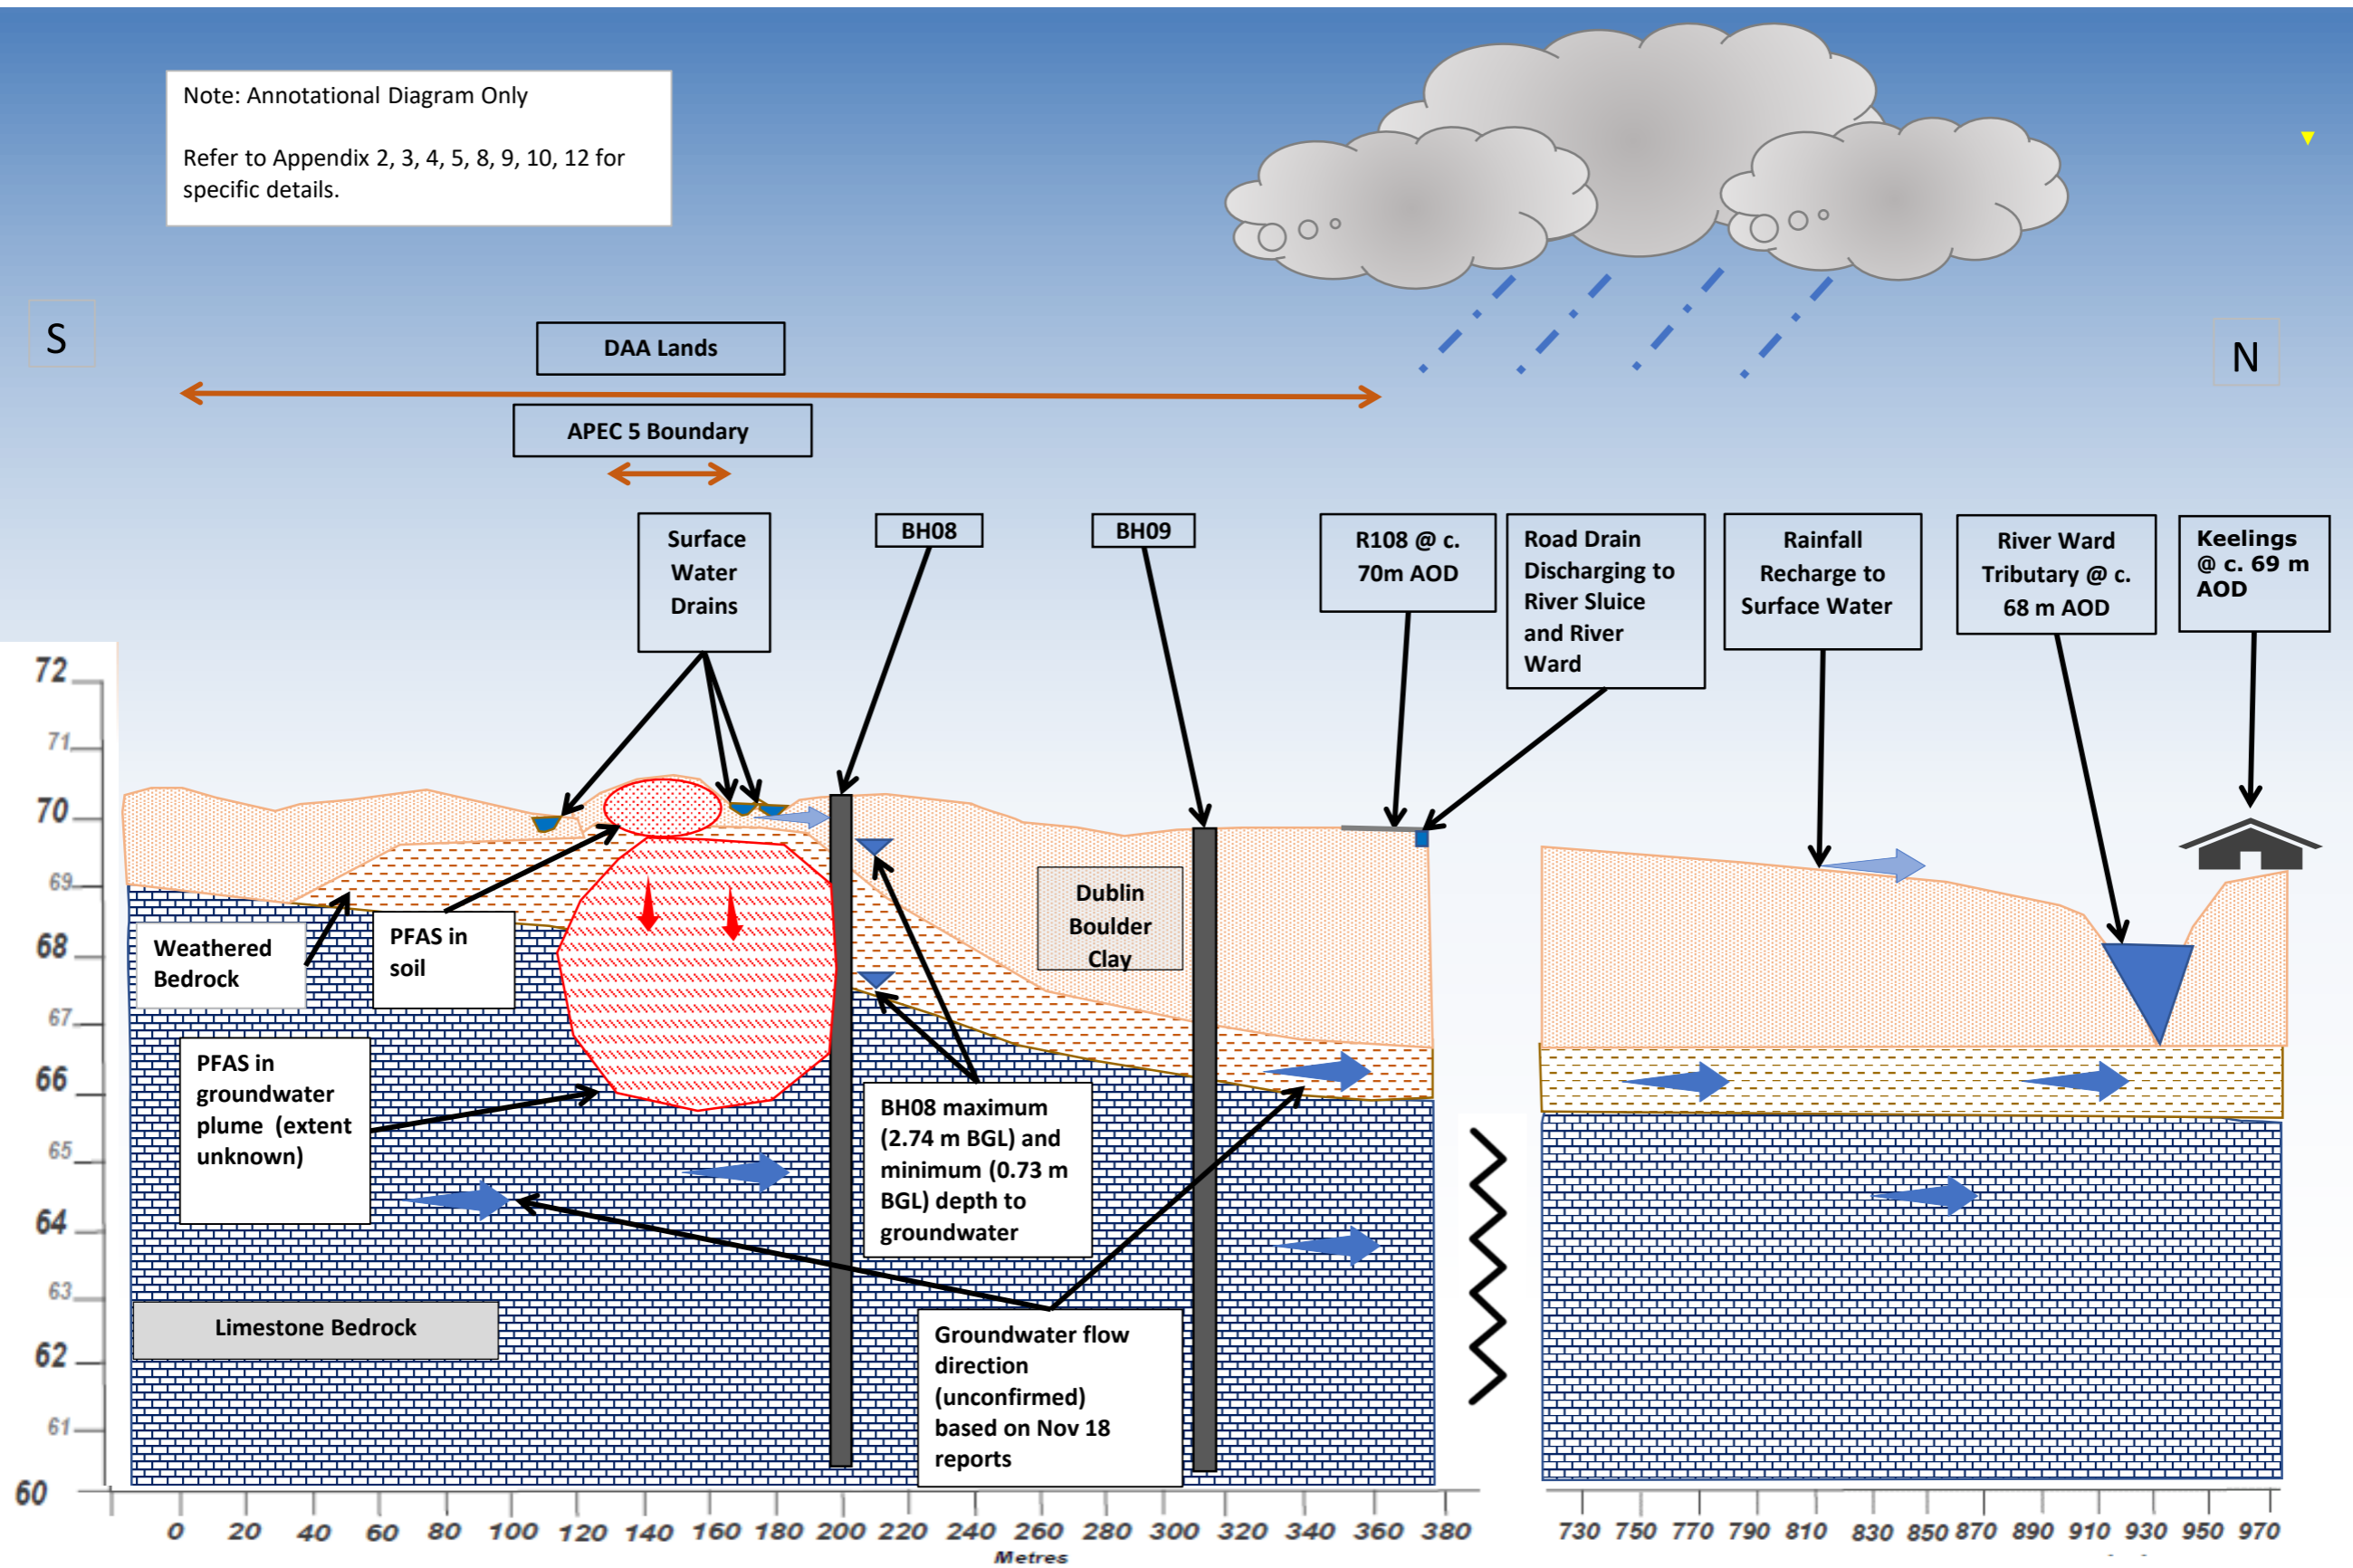 Note: Annotational Diagram Only
Refer to Appendix 2, 3, 4, 5, 8, 9, 10, 12 for
specific details.
S
N
DAA Lands
APEC 5 Boundary
Surface
Water
Drains
BH08
BH09
R108 @ c.
70m AOD
Road Drain
Discharging to
River Sluice
and River
Ward
Rainfall
Recharge to
Surface Water
River Ward
Tributary @ c.
68 m AOD
Keelings
@ c. 69 m
AOD
72
71
70
69
68
67
66
65
64
63
62
61
60
Weathered
Bedrock
PFAS in
soil
Dublin
Boulder
Clay
PFAS in
groundwater
plume (extent
unknown)
BH08 maximum
(2.74 m BGL) and
minimum (0.73 m
BGL) depth to
groundwater
Limestone Bedrock
Groundwater flow
direction
(unconfirmed)
based on Nov 18
reports
0 20 40 60 80 100 120 140 160 180 200 220 240 260 280 300 320 340 360 380
730 750 770 790 810 830 850 870 890 910 930 950 970
Metres